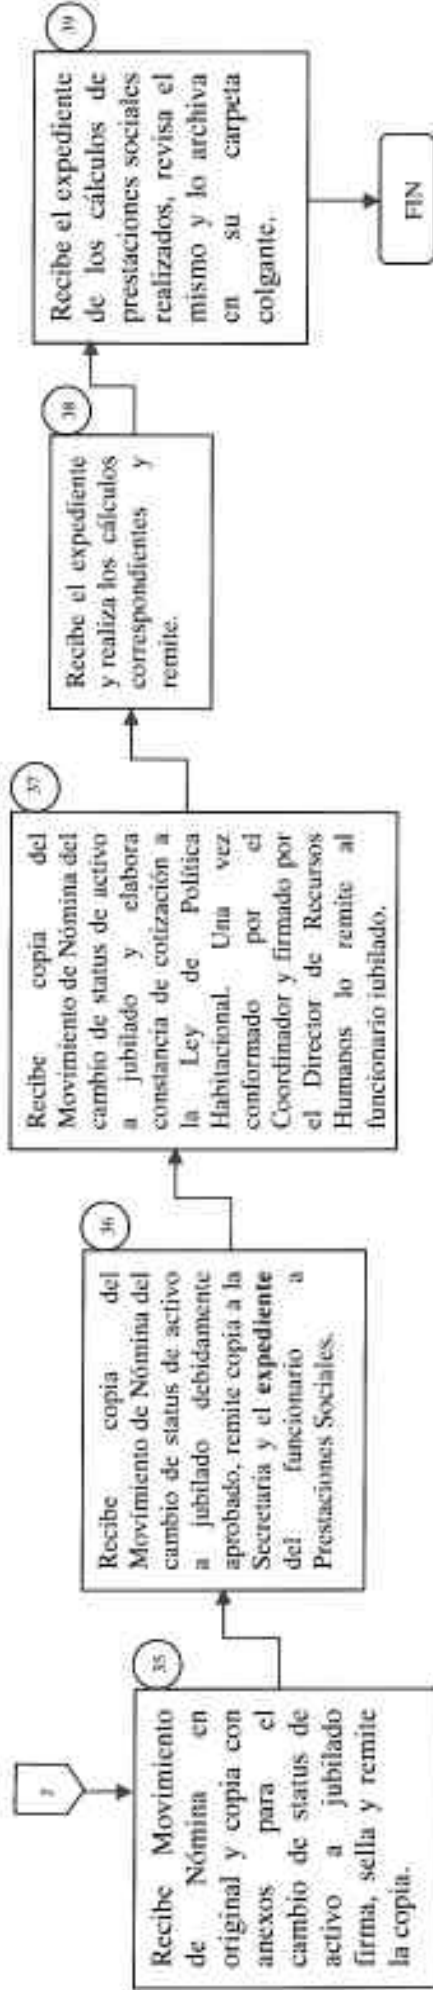 7
35
Recibe Movimiento
de Nómina en
original y copia con
anexos para el
cambio de status de
activo a jubilado
firma, sella y remite
la copia.
36
Recibe copia del
Movimiento de Nómina del
cambio de status de activo
a jubilado debidamente
aprobado, remite copia a la
Secretaria y el expediente
del funcionario a
Prestaciones Sociales.
37
Recibe copia del
Movimiento de Nómina del
cambio de status de activo
a jubilado y elabora
constancia de cotización a
la Ley de Política
Habitacional. Una vez
conformado por el
Coordinador y firmado por
el Director de Recursos
Humanos lo remite al
funcionario jubilado.
38
Recibe el expediente
y realiza los cálculos
correspondientes y
remite.
39
Recibe el expediente
de los cálculos de
prestaciones sociales
realizados, revisa el
mismo y lo archiva
en su carpeta
colgante.
FIN